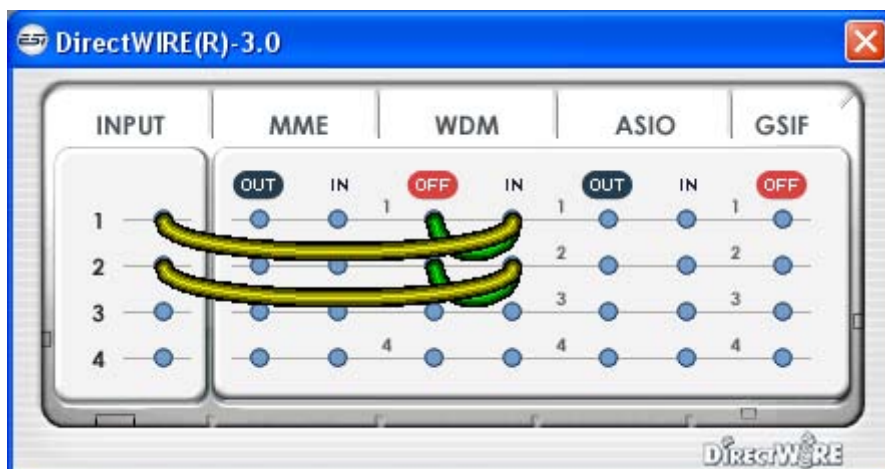 ESI DirectWIRE(R)-3.0
INPUT MME WDM ASIO GSIF
OUT IN OFF IN OUT IN OFF
1 1 1 1
2 2 2
3 3 3
4 4 4 4
DIRECTWIRE